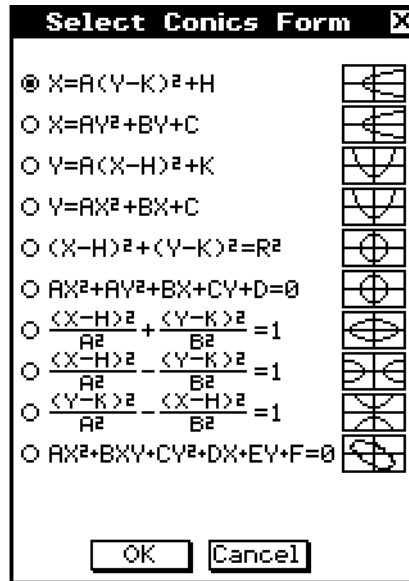 Select Conics Form
X=A(Y-K)²+H
X=AY²+BY+C
Y=A(X-H)²+K
Y=AX²+BX+C
(X-H)²+(Y-K)²=R²
AX²+AY²+BX+CY+D=0
(X-H)²/A² + (Y-K)²/B² =1
(X-H)²/A² - (Y-K)²/B² =1
(Y-K)²/A² - (X-H)²/B² =1
AX²+BXY+CY²+DX+EY+F=0
OK Cancel